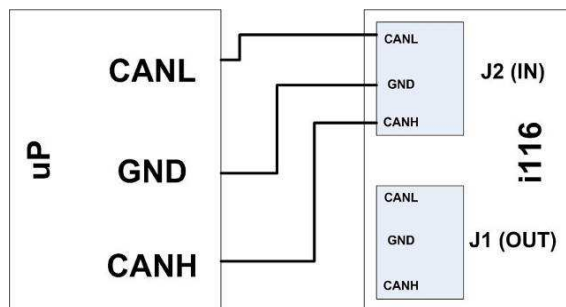 uP
CANL
GND
CANH
CANL
GND
CANH
J2 (IN)
i116
CANL
GND
CANH
J1 (OUT)